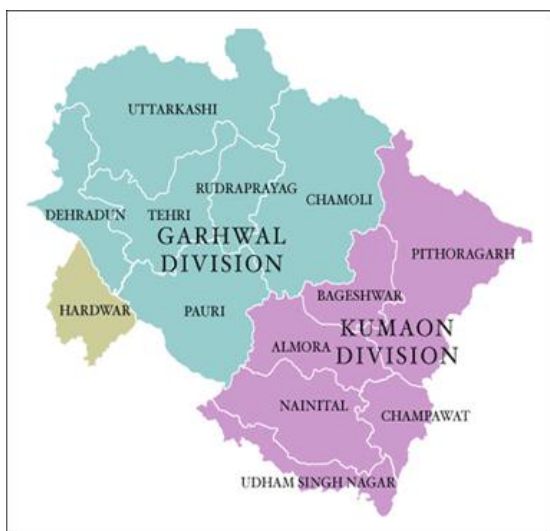 UTTARKASHI
RUDRAPRAYAG
CHAMOLI
DEHRADUN
TEHRI
GARHWAL
DIVISION
PITHORAGARH
HARDWAR
PAURI
BAGESHWAR
KUMAON
DIVISION
ALMORA
NAINITAL
CHAMPAWAT
UDHAM SINGH NAGAR